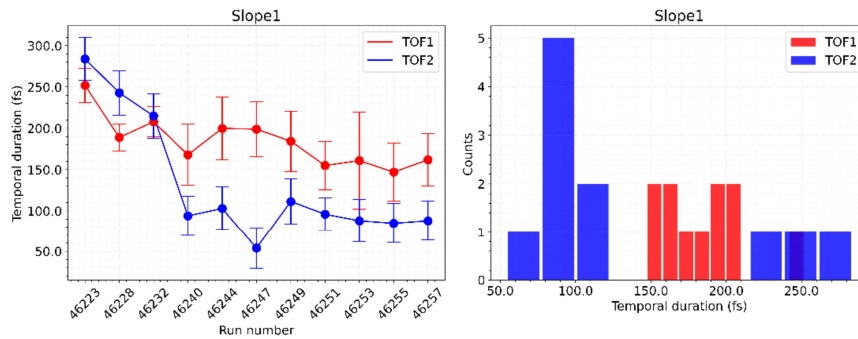 Slope1
TOF1
TOF2
300.0
250.0
200.0
150.0
100.0
50.0
Temporal duration (fs)
46223 46228 46232 46240 46244 46247 46249 46251 46253 46255 46257
Run number
Slope1
TOF1
TOF2
5
4
3
2
1
0
Counts
50.0 100.0 150.0 200.0 250.0
Temporal duration (fs)